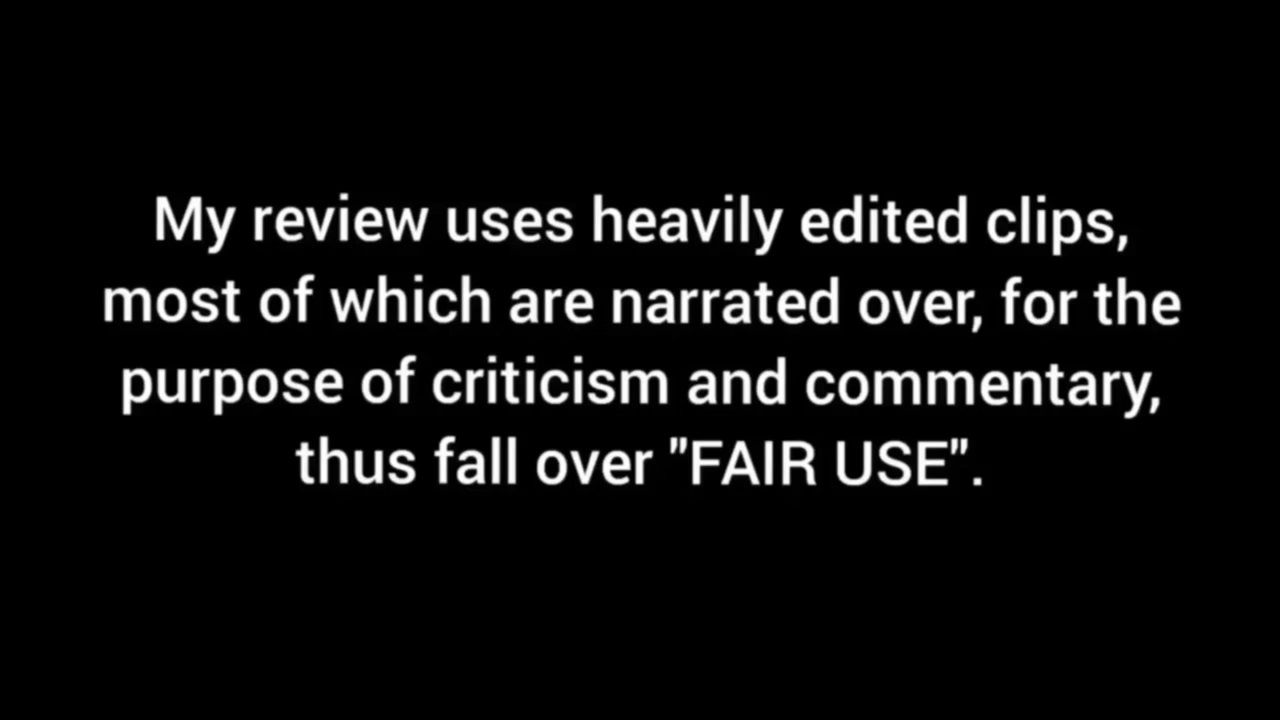 My review uses heavily edited clips,
most of which are narrated over, for the
purpose of criticism and commentary,
thus fall over "FAIR USE".